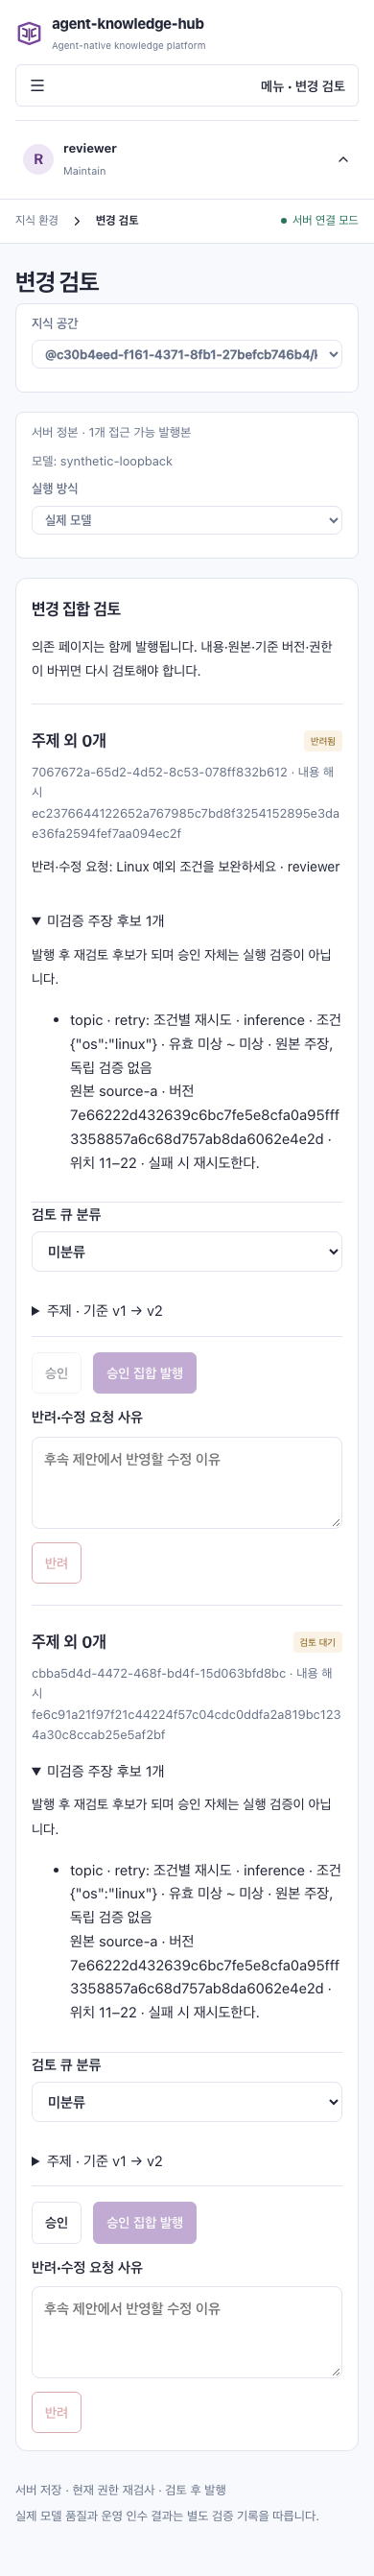 agent-knowledge-hub
Agent-native knowledge platform
메뉴 · 변경 검토
R
reviewer
Maintain
지식 환경
변경 검토
서버 연결 모드
변경 검토
지식 공간
서버 정본 · 1개 접근 가능 발행본
모델: synthetic-loopback
실행 방식
실제 모델
변경 집합 검토
의존 페이지는 함께 발행됩니다. 내용·원본·기준 버전·권한
이 바뀌면 다시 검토해야 합니다.
주제 외 0개
반려됨
7067672a-65d2-4d52-8c53-078ff832b612 · 내용 해
시
ec2376644122652a767985c7bd8f3254152895e3da
e36fa2594fef7aa094ec2f
반려·수정 요청: Linux 예외 조건을 보완하세요 · reviewer
▼ 미검증 주장 후보 1개
발행 후 재검토 후보가 되며 승인 자체는 실행 검증이 아닙
니다.
• topic · retry: 조건별 재시도 · inference · 조건
{"os":"linux"} · 유효 미상 ~ 미상 · 원본 주장,
독립 검증 없음
원본 source-a · 버전
7e66222d432639c6bc7fe5e8cfa0a95fff
3358857a6c68d757ab8da6062e4e2d ·
위치 11–22 · 실패 시 재시도한다.
검토 큐 분류
미분류
▶ 주제 · 기준 v1 → v2
승인
승인 집합 발행
반려·수정 요청 사유
후속 제안에서 반영할 수정 이유
반려
주제 외 0개
검토 대기
cbba5d4d-4472-468f-bd4f-15d063bfd8bc · 내용 해
시
fe6c91a21f97f21c44224f57c04cdc0ddfa2a819bc123
4a30c8ccab25e5af2bf
▼ 미검증 주장 후보 1개
발행 후 재검토 후보가 되며 승인 자체는 실행 검증이 아닙
니다.
• topic · retry: 조건별 재시도 · inference · 조건
{"os":"linux"} · 유효 미상 ~ 미상 · 원본 주장,
독립 검증 없음
원본 source-a · 버전
7e66222d432639c6bc7fe5e8cfa0a95fff
3358857a6c68d757ab8da6062e4e2d ·
위치 11–22 · 실패 시 재시도한다.
검토 큐 분류
미분류
▶ 주제 · 기준 v1 → v2
승인
승인 집합 발행
반려·수정 요청 사유
후속 제안에서 반영할 수정 이유
반려
서버 저장 · 현재 권한 재검사 · 검토 후 발행
실제 모델 품질과 운영 인수 결과는 별도 검증 기록을 따릅니다.